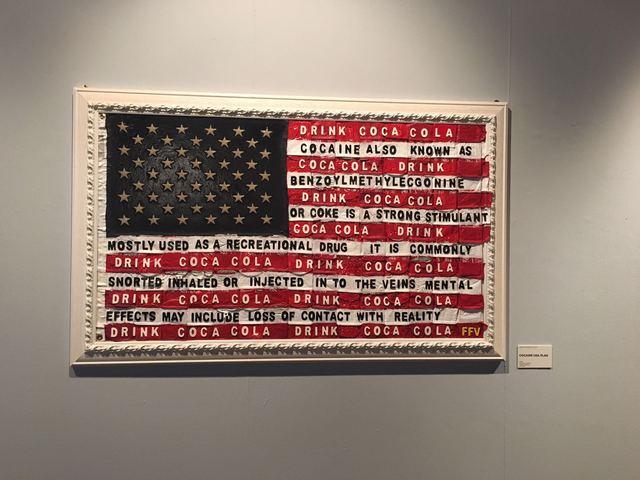 DRINK COCA COLA
COCAINE ALSO KNOWN AS
COCA COLA DRINK
BENZOYLMETHYLECGONINE
DRINK COCA COLA
OR COKE IS A STRONG STIMULANT
COCA COLA DRINK
MOSTLY USED AS A RECREATIONAL DRUG IT IS COMMONLY
DRINK COCA COLA DRINK COCA COLA
SNORTED INHALED OR INJECTED IN TO THE VEINS MENTAL
DRINK COCA COLA DRINK COCA COLA
EFFECTS MAY INCLUDE LOSS OF CONTACT WITH REALITY
DRINK COCA COLA DRINK COCA COLA FFV
COCAINE USA FLAG